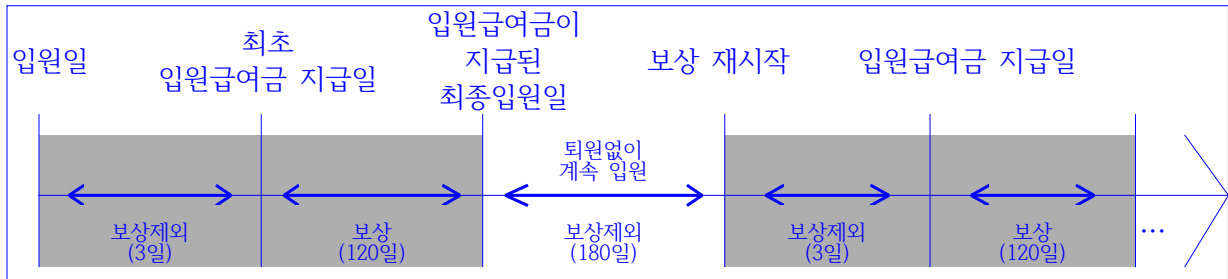 입원일
최초
입원급여금 지급일
입원급여금이
지급된
최종입원일
보상 재시작
입원급여금 지급일
퇴원없이
계속 입원
보상제외
(3일)
보상
(120일)
보상제외
(180일)
보상제외
(3일)
보상
(120일)
…